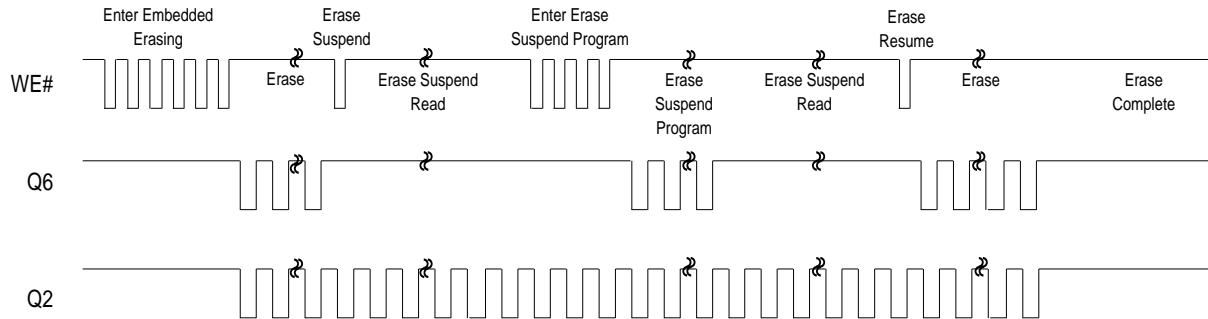 Enter Embedded
Erasing
Erase
Suspend
Enter Erase
Suspend Program
Erase
Resume
WE#
Erase
Erase Suspend
Read
Erase
Suspend
Program
Erase Suspend
Read
Erase
Erase
Complete
Q6
Q2